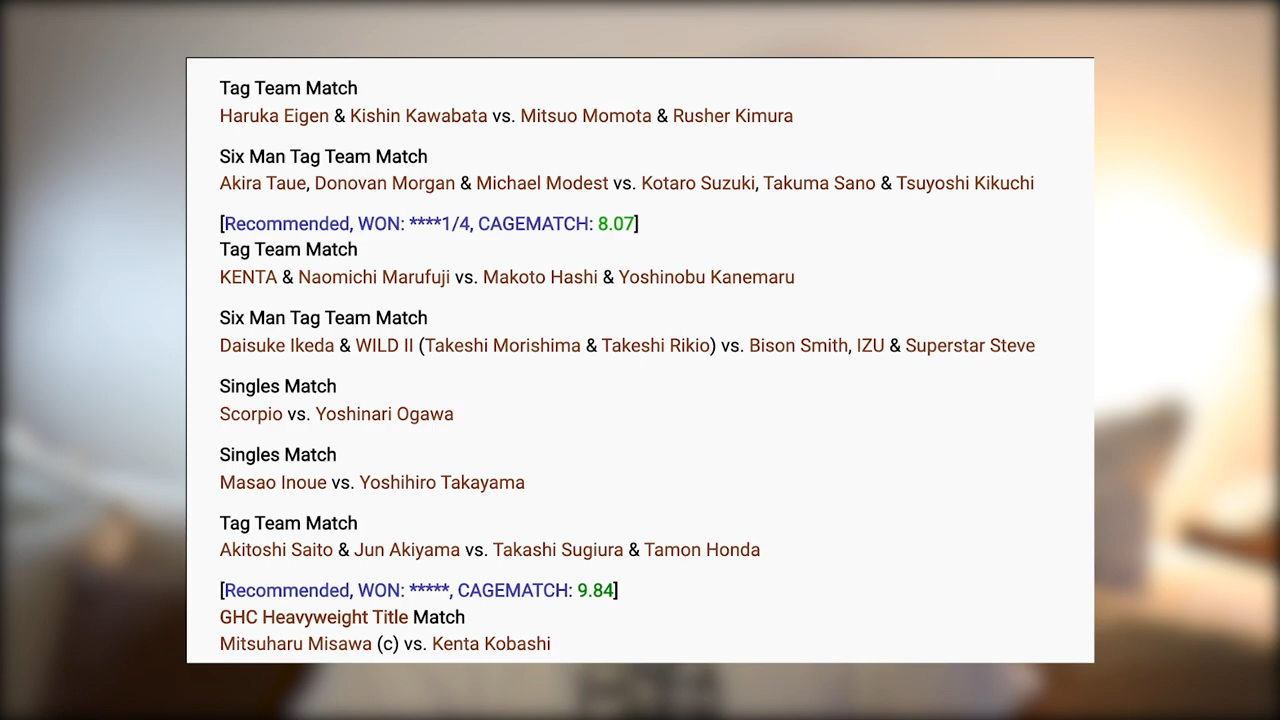 Tag Team Match
Haruka Eigen & Kishin Kawabata vs. Mitsuo Momota & Rusher Kimura
Six Man Tag Team Match
Akira Taue, Donovan Morgan & Michael Modest vs. Kotaro Suzuki, Takuma Sano & Tsuyoshi Kikuchi
[Recommended, WON: ****1/4, CAGEMATCH: 8.07]
Tag Team Match
KENTA & Naomichi Marufuji vs. Makoto Hashi & Yoshinobu Kanemaru
Six Man Tag Team Match
Daisuke Ikeda & WILD II (Takeshi Morishima & Takeshi Rikio) vs. Bison Smith, IZU & Superstar Steve
Singles Match
Scorpio vs. Yoshinari Ogawa
Singles Match
Masao Inoue vs. Yoshihiro Takayama
Tag Team Match
Akitoshi Saito & Jun Akiyama vs. Takashi Sugiura & Tamon Honda
[Recommended, WON: *****, CAGEMATCH: 9.84]
GHC Heavyweight Title Match
Mitsuharu Misawa (c) vs. Kenta Kobashi